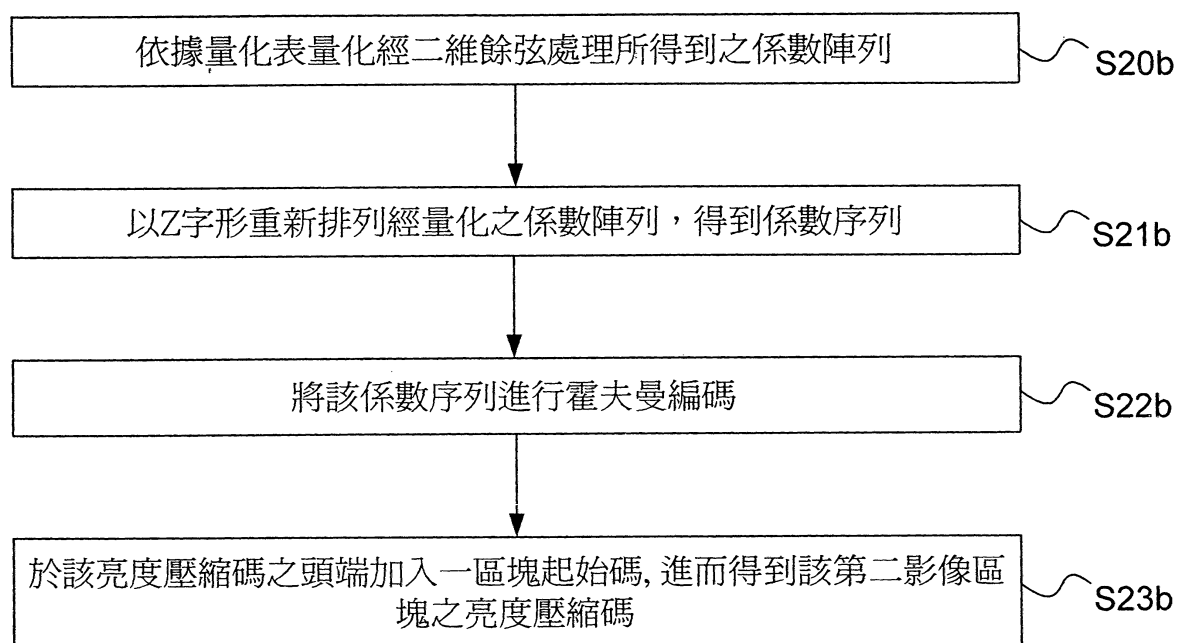 依據量化表量化經二維餘弦處理所得到之係數陣列
S20b
以Z字形重新排列經量化之係數陣列，得到係數序列
S21b
將該係數序列進行霍夫曼編碼
S22b
於該亮度壓縮碼之頭端加入一區塊起始碼, 進而得到該第二影像區
塊之亮度壓縮碼
S23b